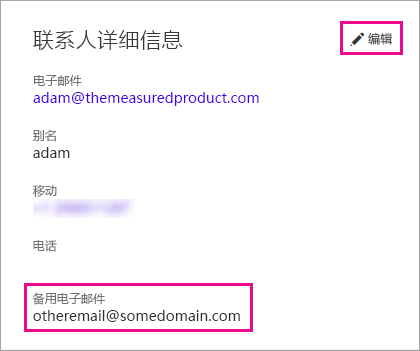 联系人详细信息
编辑
电子邮件
adam@themeasuredproduct.com
别名
adam
移动
电话
备用电子邮件
otheremail@somedomain.com